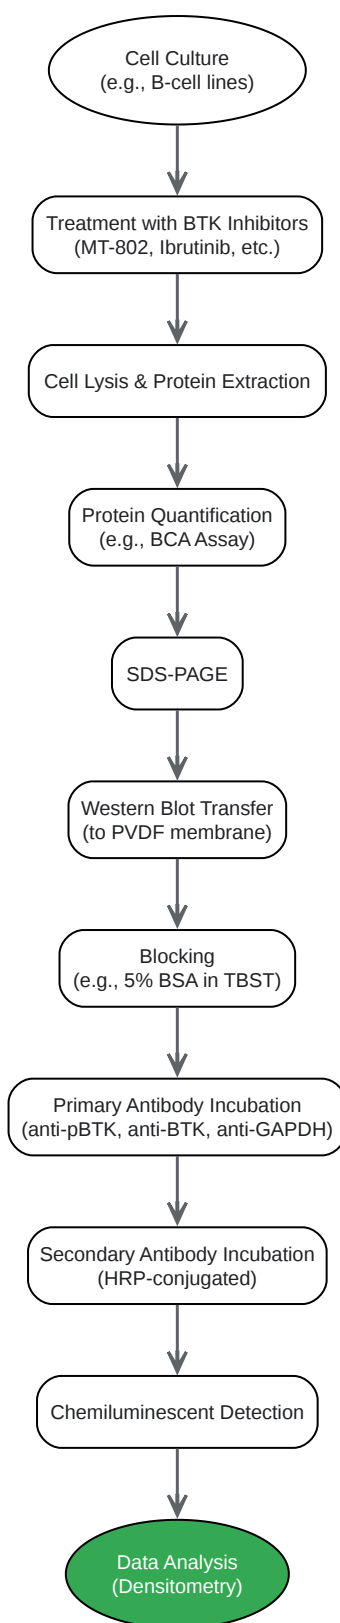 Cell Culture
(e.g., B-cell lines)
Treatment with BTK Inhibitors
(MT-802, Ibrutinib, etc.)
Cell Lysis & Protein Extraction
Protein Quantification
(e.g., BCA Assay)
SDS-PAGE
Western Blot Transfer
(to PVDF membrane)
Blocking
(e.g., 5% BSA in TBST)
Primary Antibody Incubation
(anti-pBTK, anti-BTK, anti-GAPDH)
Secondary Antibody Incubation
(HRP-conjugated)
Chemiluminescent Detection
Data Analysis
(Densitometry)